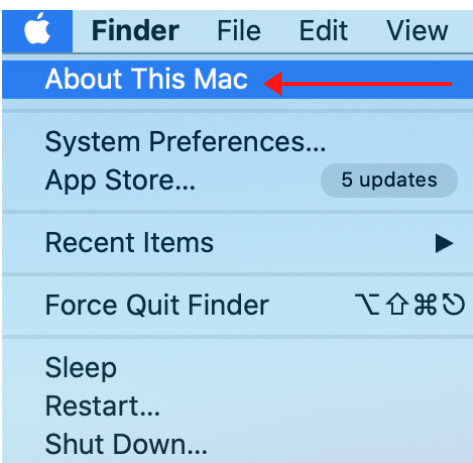 Finder File Edit View
About This Mac
System Preferences...
App Store... 5 updates
Recent Items ▶
Force Quit Finder ⌥⇧⌘⎋
Sleep
Restart...
Shut Down...